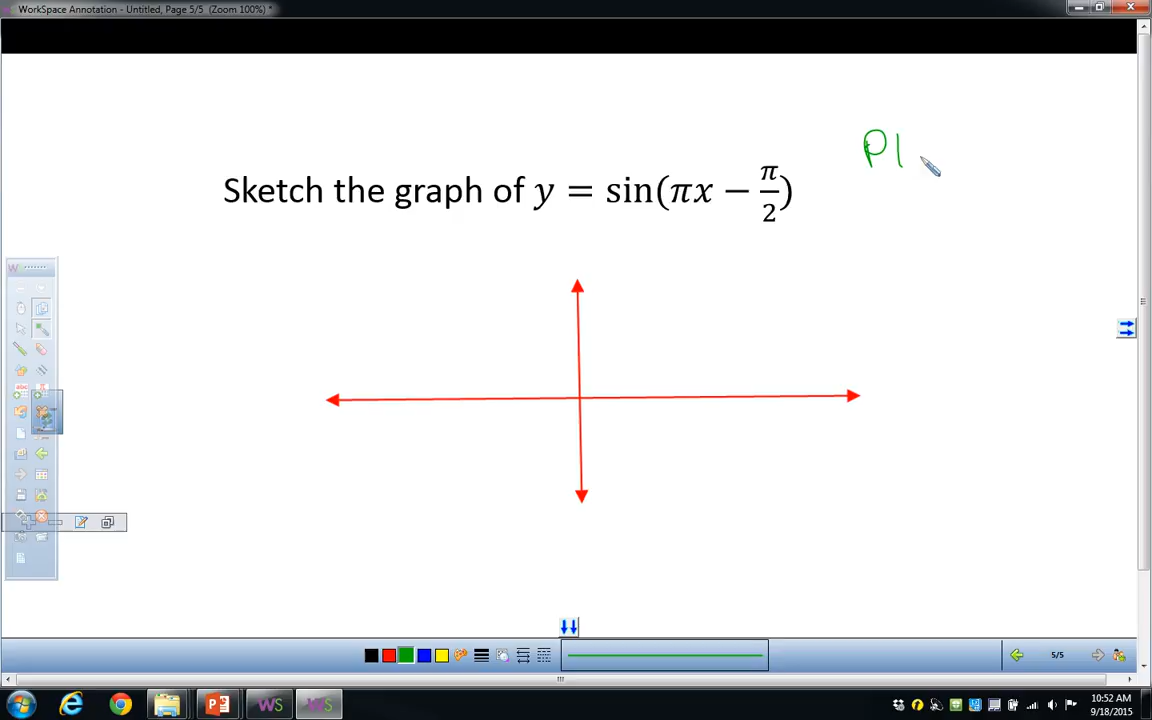 WorkSpace Annotation - Untitled, Page 5/5 (Zoom 100%) *
P1
Sketch the graph of y = sin(πx − π/2)
5/5
10:52 AM
9/18/2015